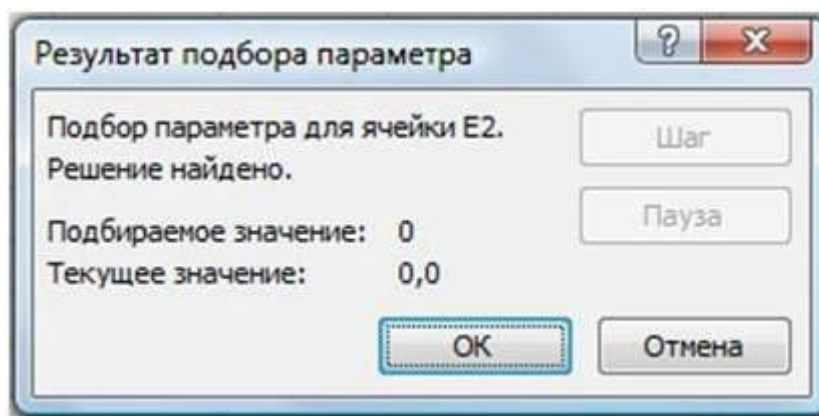 Результат подбора параметра
Подбор параметра для ячейки E2.
Решение найдено.
Подбираемое значение: 0
Текущее значение: 0,0
Шаг
Пауза
ОК
Отмена